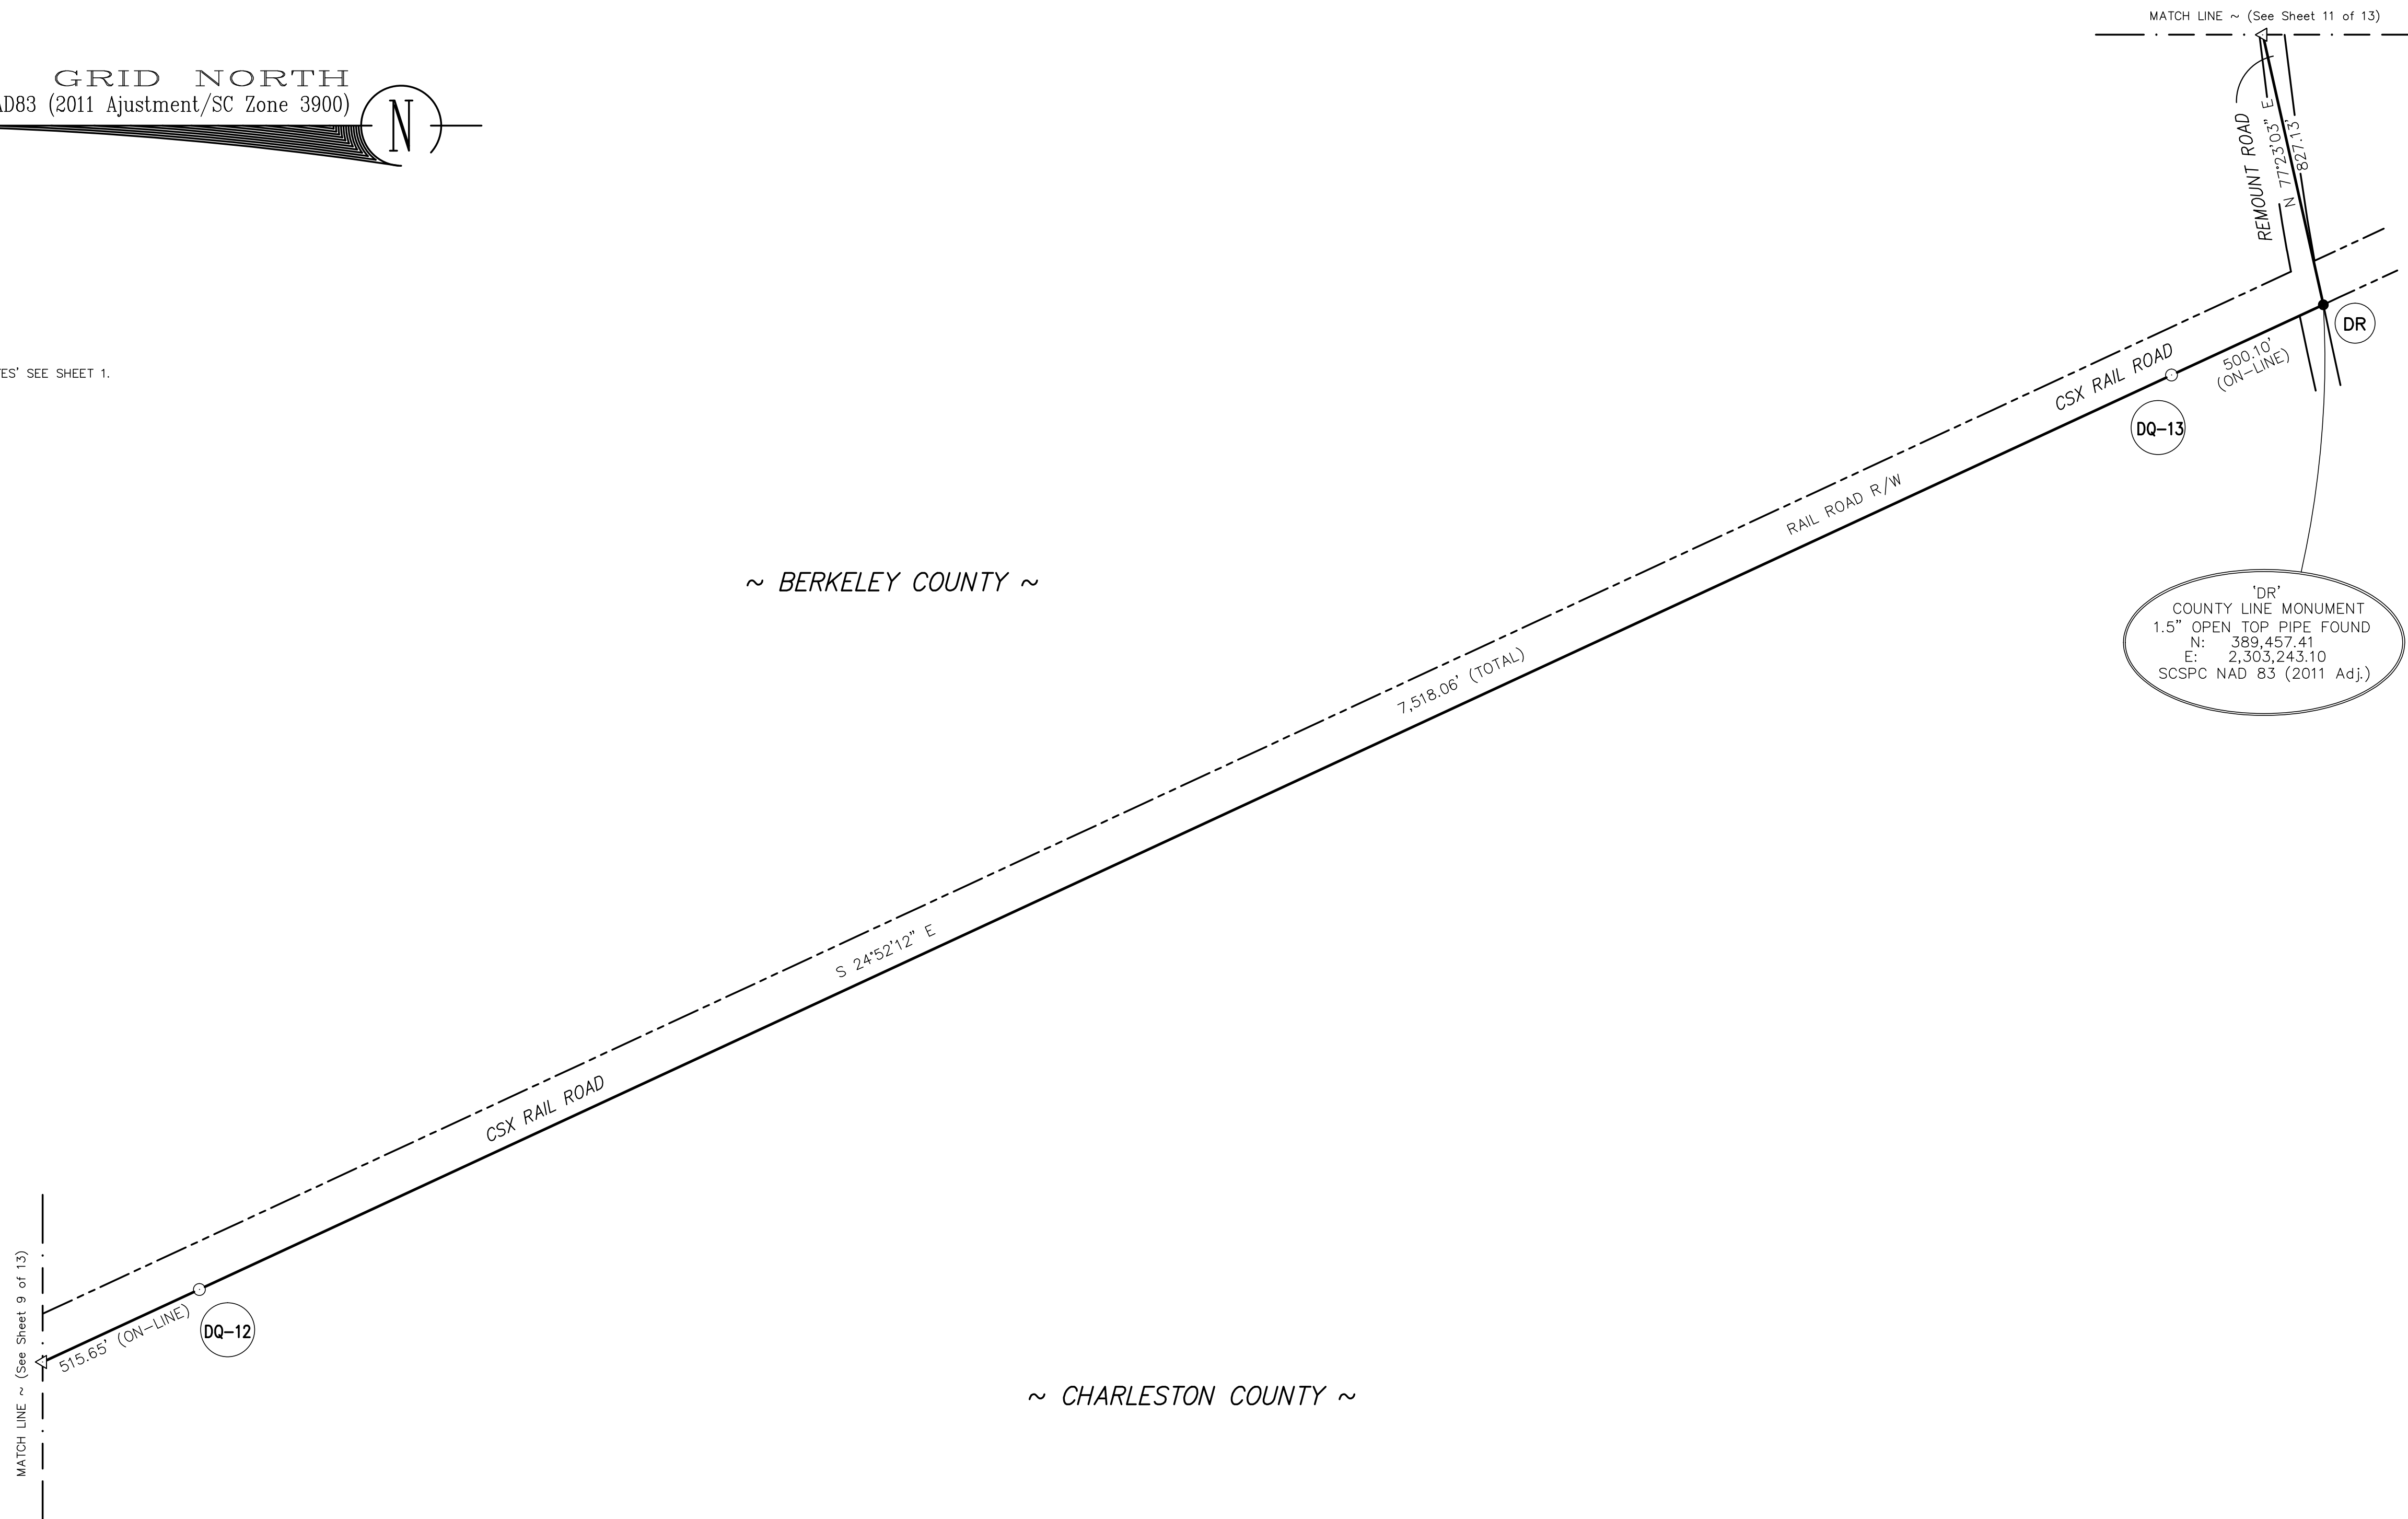 MATCH LINE ~ (See Sheet 11 of 13)
GRID NORTH
AD83 (2011 Ajustment/SC Zone 3900)
N
REMOUNT ROAD
N 77°23'03" E
827.13'
DR
CSX RAIL ROAD
500.10'
(ON-LINE)
ES' SEE SHEET 1.
DQ-13
RAIL ROAD R/W
~ BERKELEY COUNTY ~
'DR'
COUNTY LINE MONUMENT
1.5" OPEN TOP PIPE FOUND
N: 389,457.41
E: 2,303,243.10
SCSPC NAD 83 (2011 Adj.)
7,518.06' (TOTAL)
S 24°52'12" E
CSX RAIL ROAD
MATCH LINE ~ (See Sheet 9 of 13)
515.65' (ON-LINE)
DQ-12
~ CHARLESTON COUNTY ~